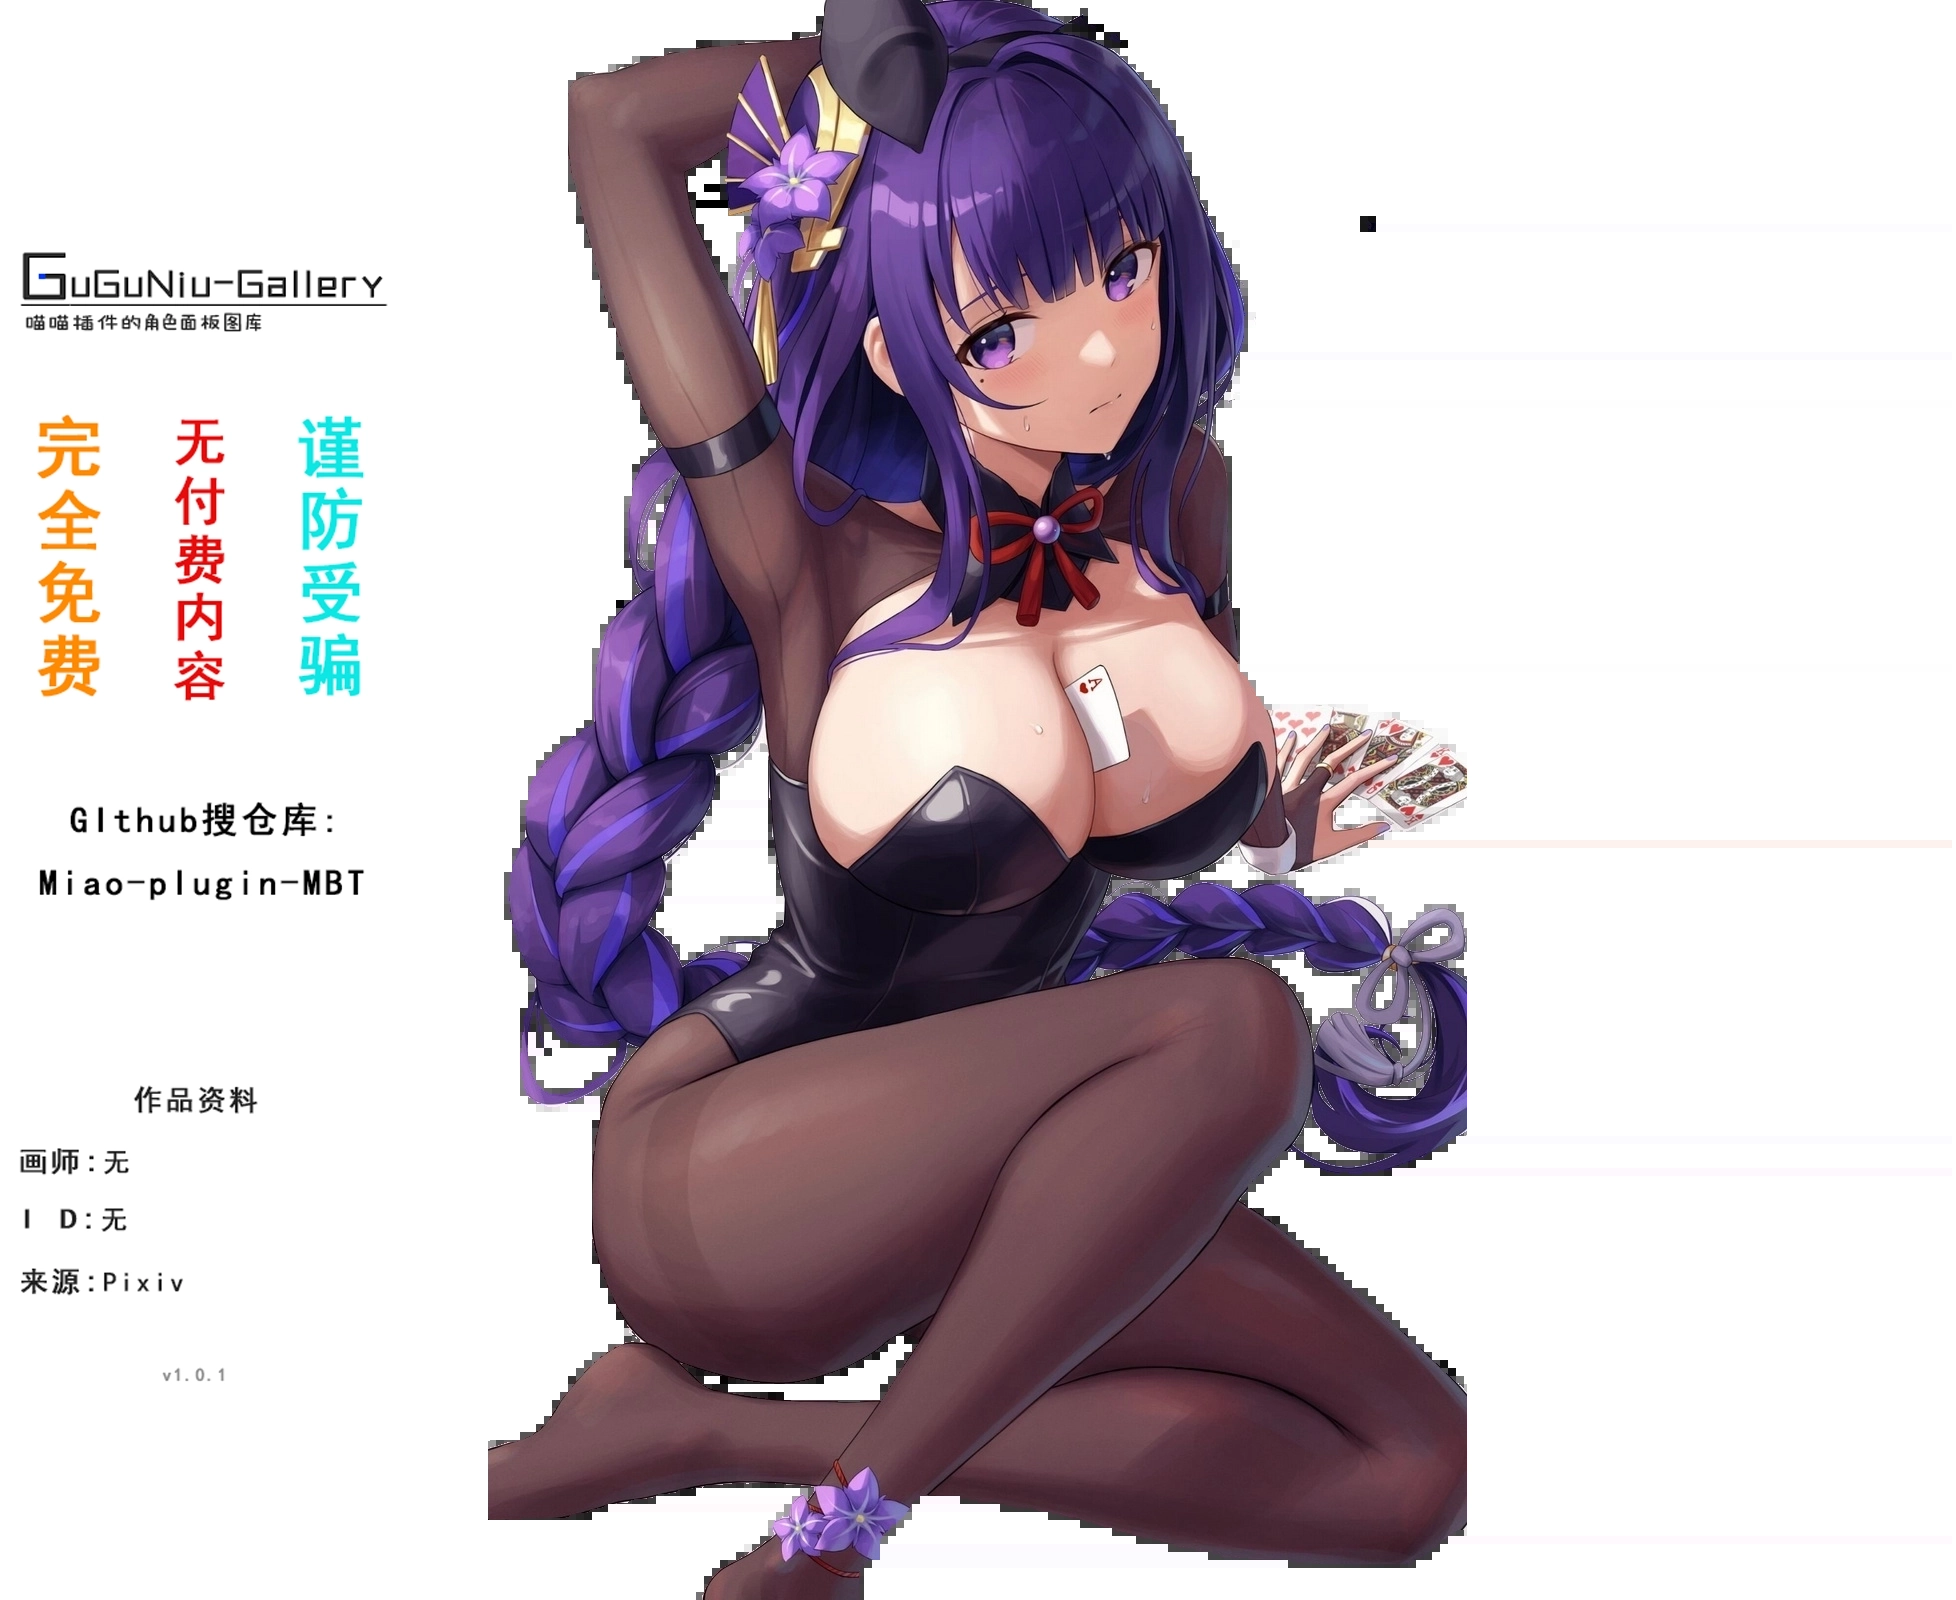 GuGuNiu-Gallery
喵喵插件的角色面板图库
完全免费
无付费内容
谨防受骗
GIthub搜仓库:
Miao-plugin-MBT
作品资料
画师:无
I D:无
来源:Pixiv
v1.0.1
A